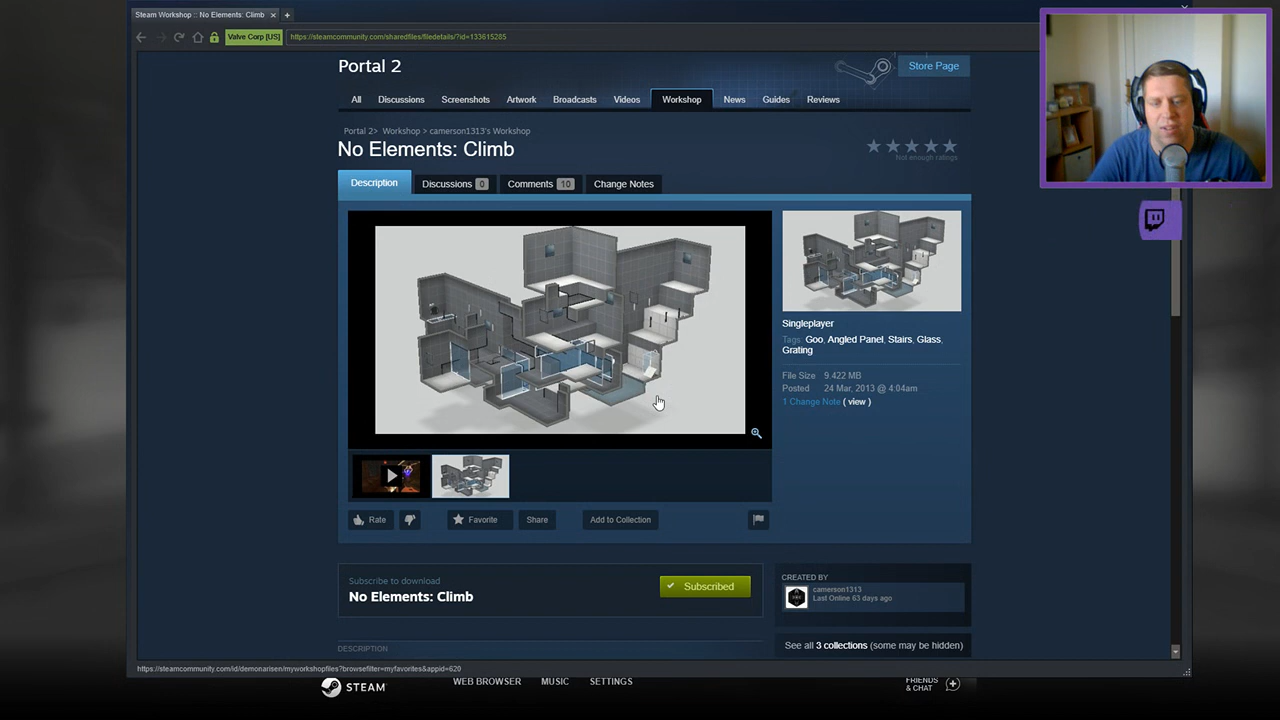 Steam Workshop :: No Elements: Climb
Valve Corp [US]
https://steamcommunity.com/sharedfiles/filedetails/?id=133615285
Portal 2
Store Page
All Discussions Screenshots Artwork Broadcasts Videos Workshop News Guides Reviews
Portal 2> Workshop > camerson1313's Workshop
No Elements: Climb
Not enough ratings
Description Discussions 0 Comments 10 Change Notes
Singleplayer
Tags: Goo, Angled Panel, Stairs, Glass,
Grating
File Size 9.422 MB
Posted 24 Mar, 2013 @ 4:04am
1 Change Note ( view )
Rate Favorite Share Add to Collection
Subscribe to download
No Elements: Climb
Subscribed
CREATED BY
camerson1313
Last Online 63 days ago
See all 3 collections (some may be hidden)
DESCRIPTION
https://steamcommunity.com/id/demonarisen/myworkshopfiles?browsefilter=myfavorites&appid=620
STEAM
WEB BROWSER MUSIC SETTINGS
FRIENDS
& CHAT